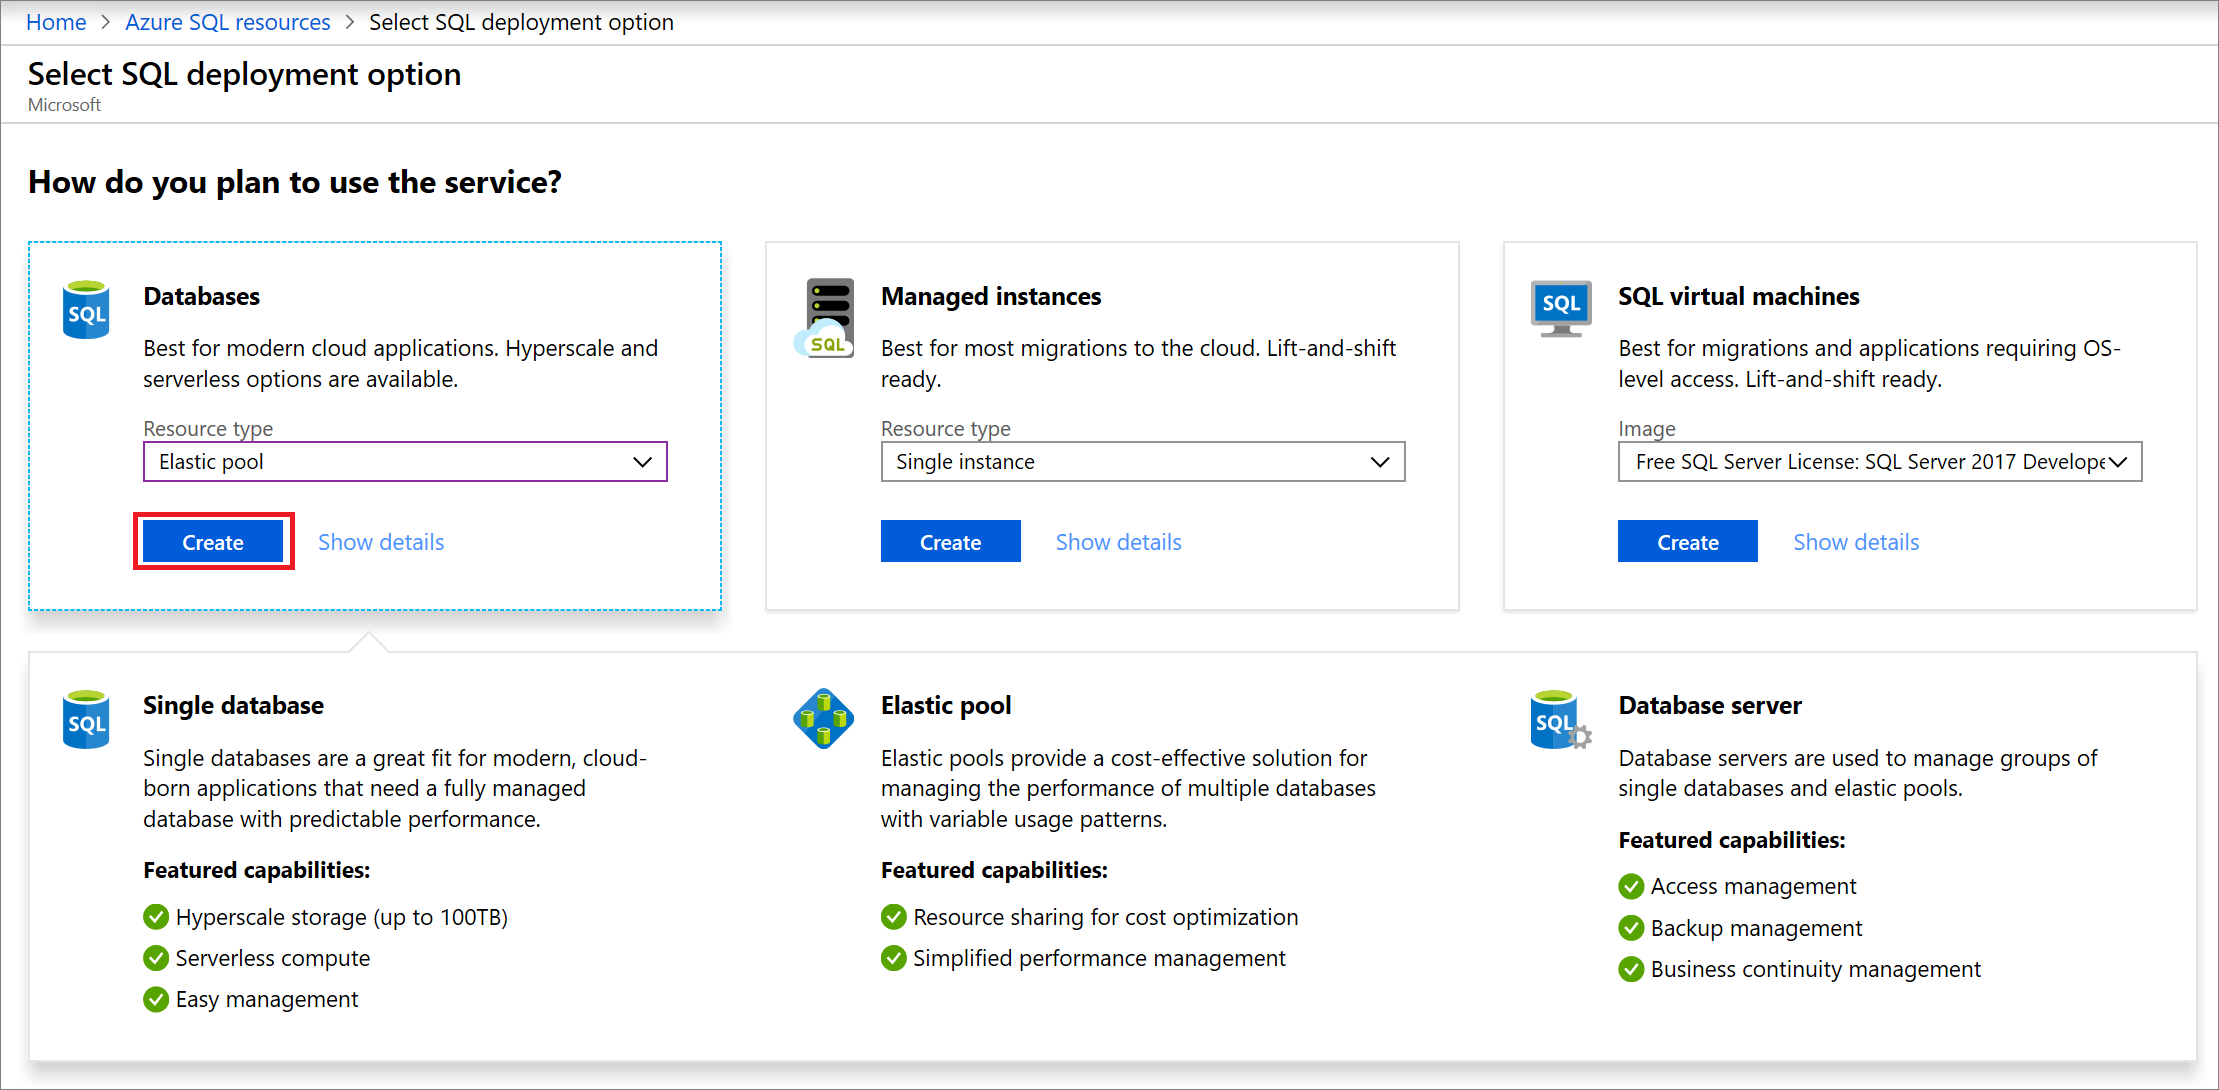 Home > Azure SQL resources > Select SQL deployment option
Select SQL deployment option
Microsoft
How do you plan to use the service?
SQL
Databases
Best for modern cloud applications. Hyperscale and
serverless options are available.
Resource type
Elastic pool
Create
Show details
SQL
Managed instances
Best for most migrations to the cloud. Lift-and-shift
ready.
Resource type
Single instance
Create
Show details
SQL
SQL virtual machines
Best for migrations and applications requiring OS-
level access. Lift-and-shift ready.
Image
Free SQL Server License: SQL Server 2017 Develope
Create
Show details
SQL
Single database
Single databases are a great fit for modern, cloud-
born applications that need a fully managed
database with predictable performance.
Featured capabilities:
Hyperscale storage (up to 100TB)
Serverless compute
Easy management
Elastic pool
Elastic pools provide a cost-effective solution for
managing the performance of multiple databases
with variable usage patterns.
Featured capabilities:
Resource sharing for cost optimization
Simplified performance management
SQL
Database server
Database servers are used to manage groups of
single databases and elastic pools.
Featured capabilities:
Access management
Backup management
Business continuity management